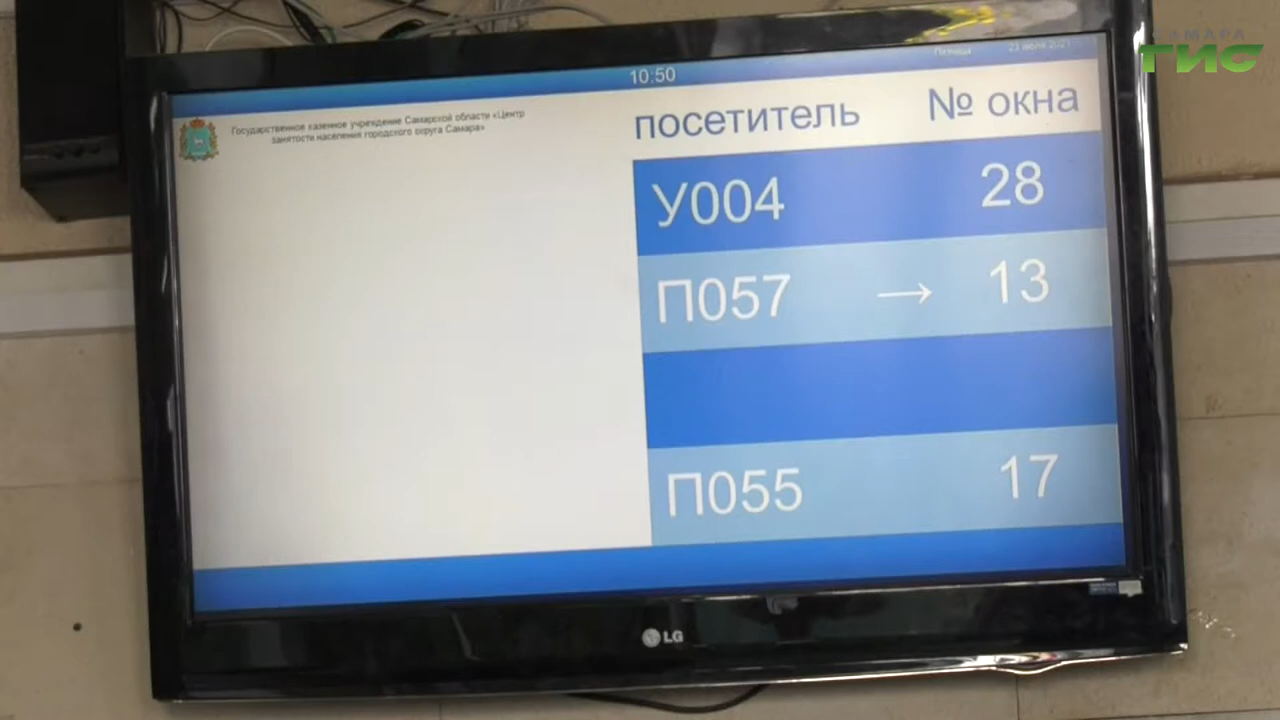 САМАРА
ГИС
10:50
Пятница 23 июля 2021
Государственное казенное учреждение Самарской области «Центр
занятости населения городского округа Самара»
посетитель № окна
У004 28
П057 → 13
П055 17
LG